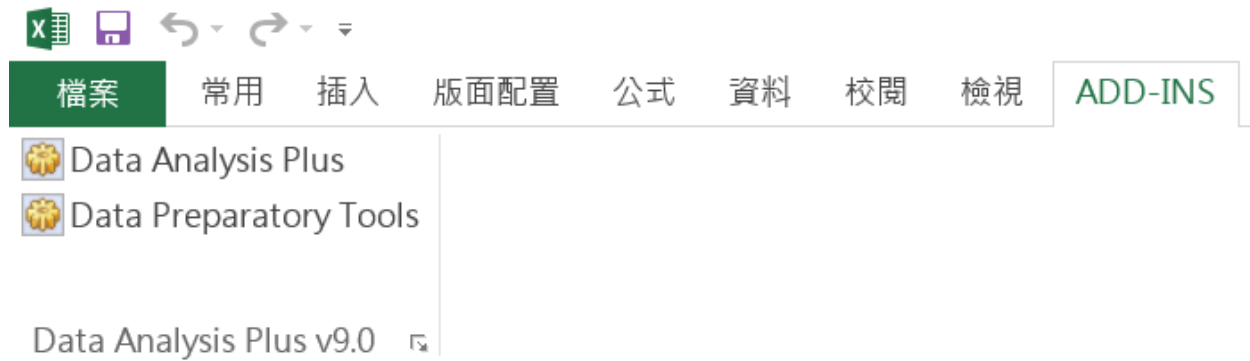 檔案 常用 插入 版面配置 公式 資料 校閱 檢視 ADD-INS
Data Analysis Plus
Data Preparatory Tools
Data Analysis Plus v9.0